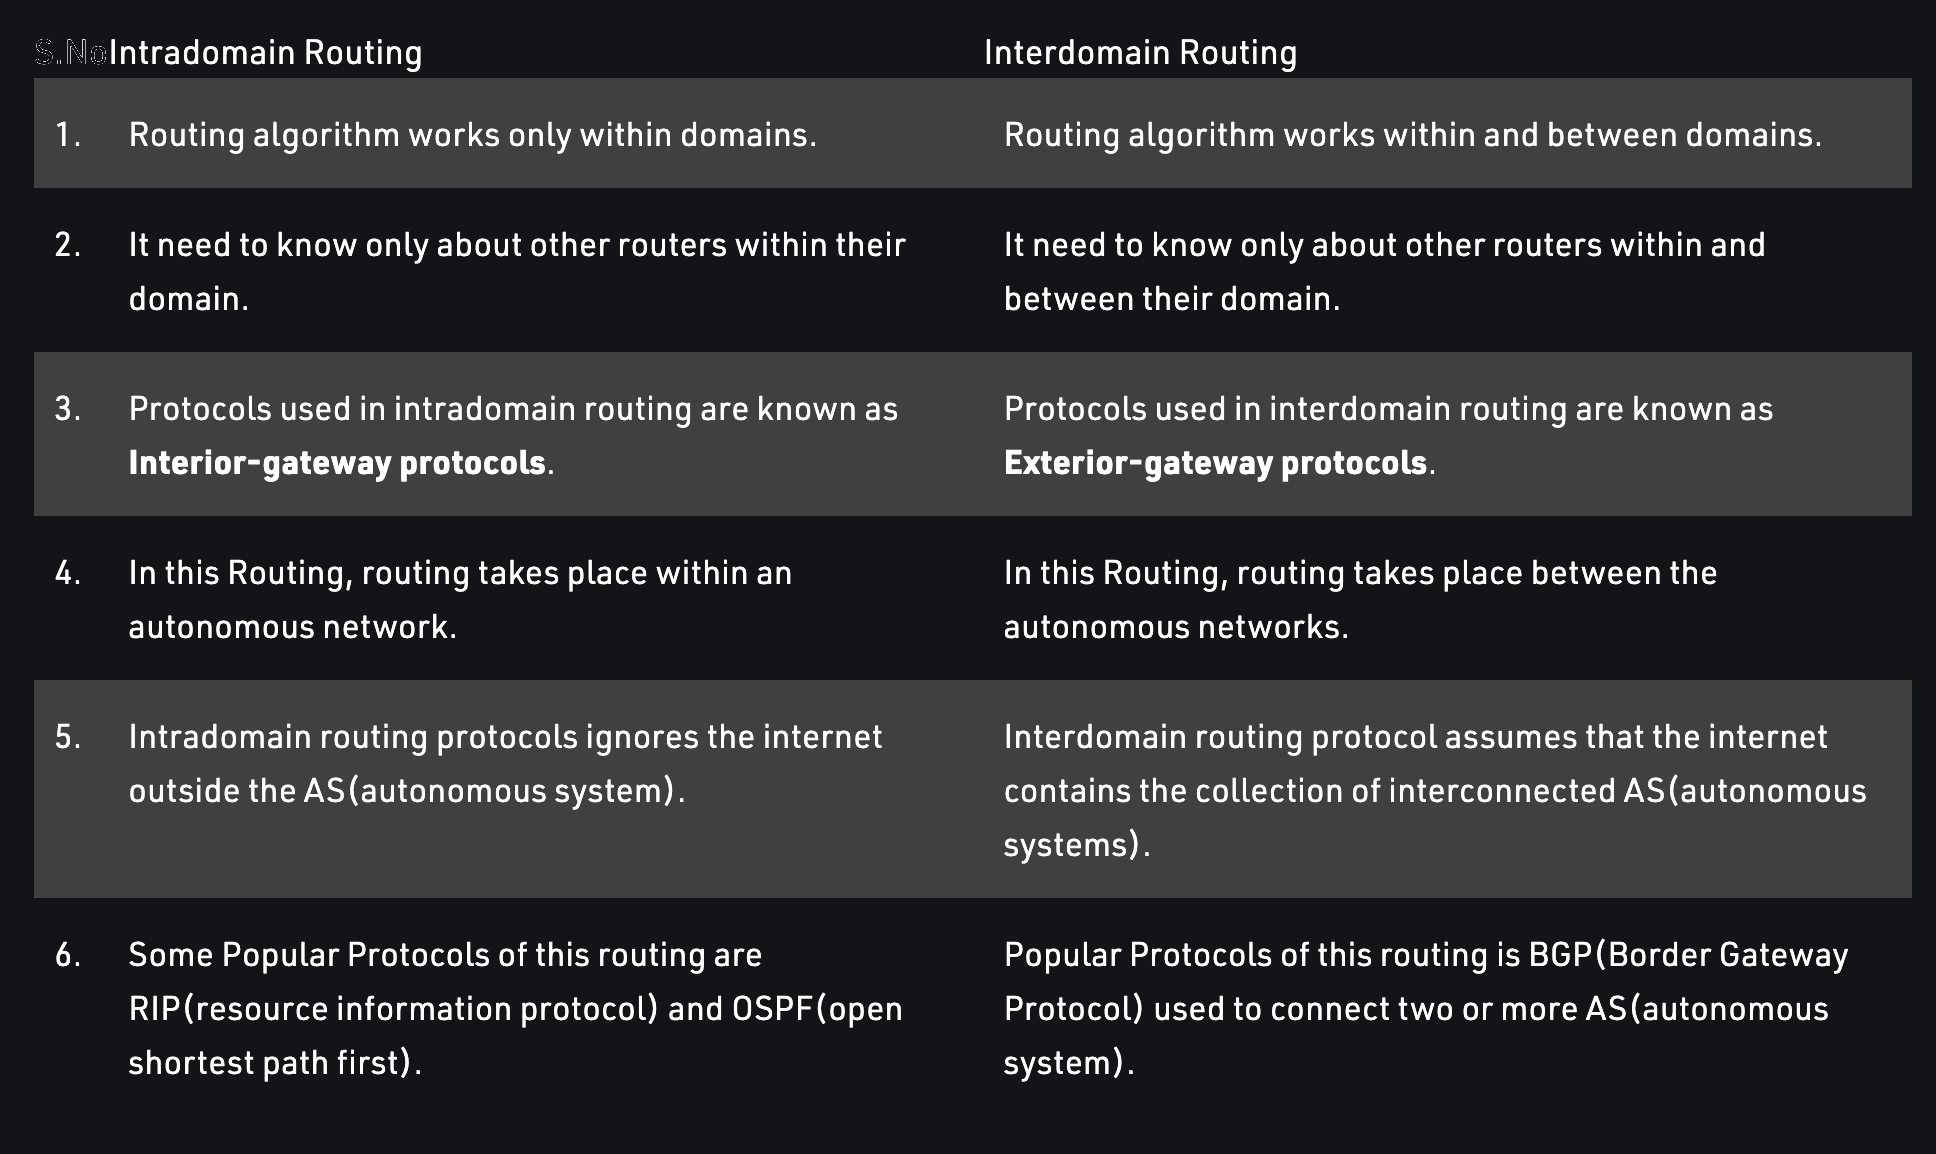 S.No Intradomain Routing Interdomain Routing
1. Routing algorithm works only within domains. Routing algorithm works within and between domains.
2. It need to know only about other routers within their
domain.
It need to know only about other routers within and
between their domain.
3. Protocols used in intradomain routing are known as
Interior-gateway protocols.
Protocols used in interdomain routing are known as
Exterior-gateway protocols.
4. In this Routing, routing takes place within an
autonomous network.
In this Routing, routing takes place between the
autonomous networks.
5. Intradomain routing protocols ignores the internet
outside the AS(autonomous system).
Interdomain routing protocol assumes that the internet
contains the collection of interconnected AS(autonomous
systems).
6. Some Popular Protocols of this routing are
RIP(resource information protocol) and OSPF(open
shortest path first).
Popular Protocols of this routing is BGP(Border Gateway
Protocol) used to connect two or more AS(autonomous
system).